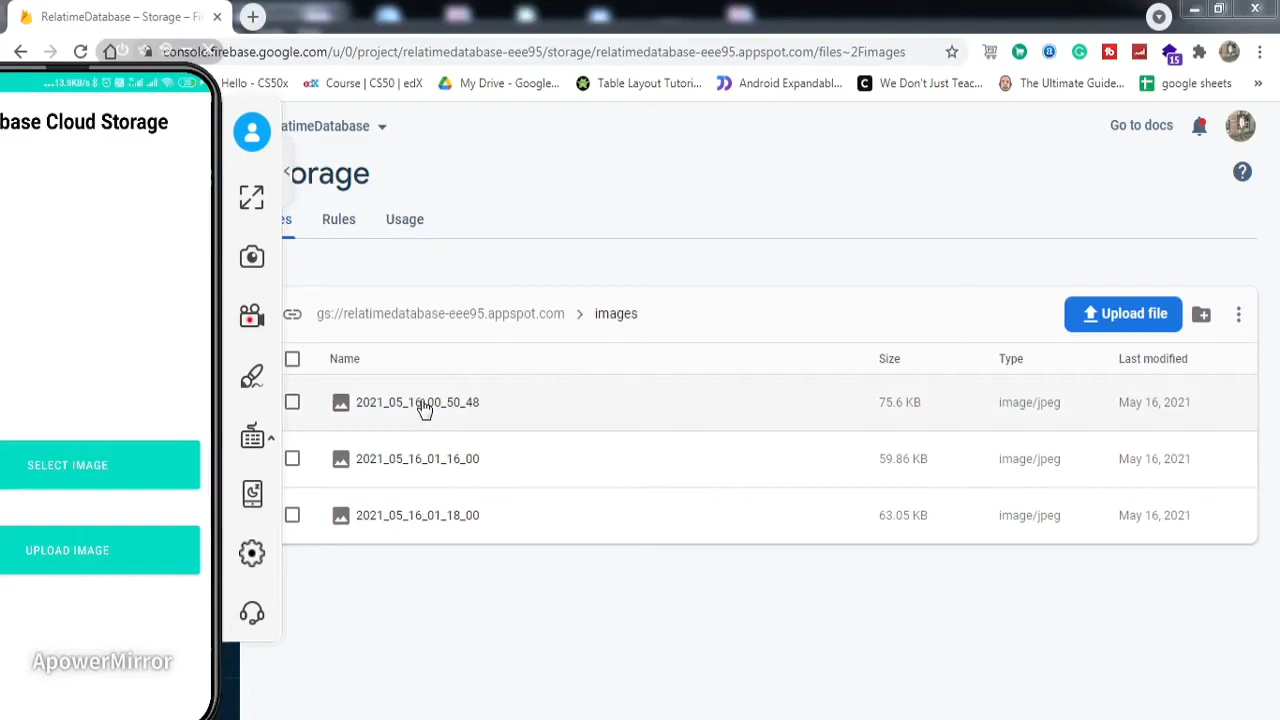 RelatimeDatabase – Storage – Fi
console.firebase.google.com/u/0/project/relatimedatabase-eee95/storage/relatimedatabase-eee95.appspot.com/files~2Fimages
15
Hello - CS50x
Course | CS50 | edX
My Drive - Google...
Table Layout Tutori...
Android Expandabl...
We Don't Just Teac...
The Ultimate Guide...
google sheets
»
...13.9KB/s
base Cloud Storage
atimeDatabase
Go to docs
orage
es
Rules
Usage
gs://relatimedatabase-eee95.appspot.com > images
Upload file
Name
Size
Type
Last modified
2021_05_16_00_50_48
75.6 KB
image/jpeg
May 16, 2021
2021_05_16_01_16_00
59.86 KB
image/jpeg
May 16, 2021
2021_05_16_01_18_00
63.05 KB
image/jpeg
May 16, 2021
SELECT IMAGE
UPLOAD IMAGE
ApowerMirror